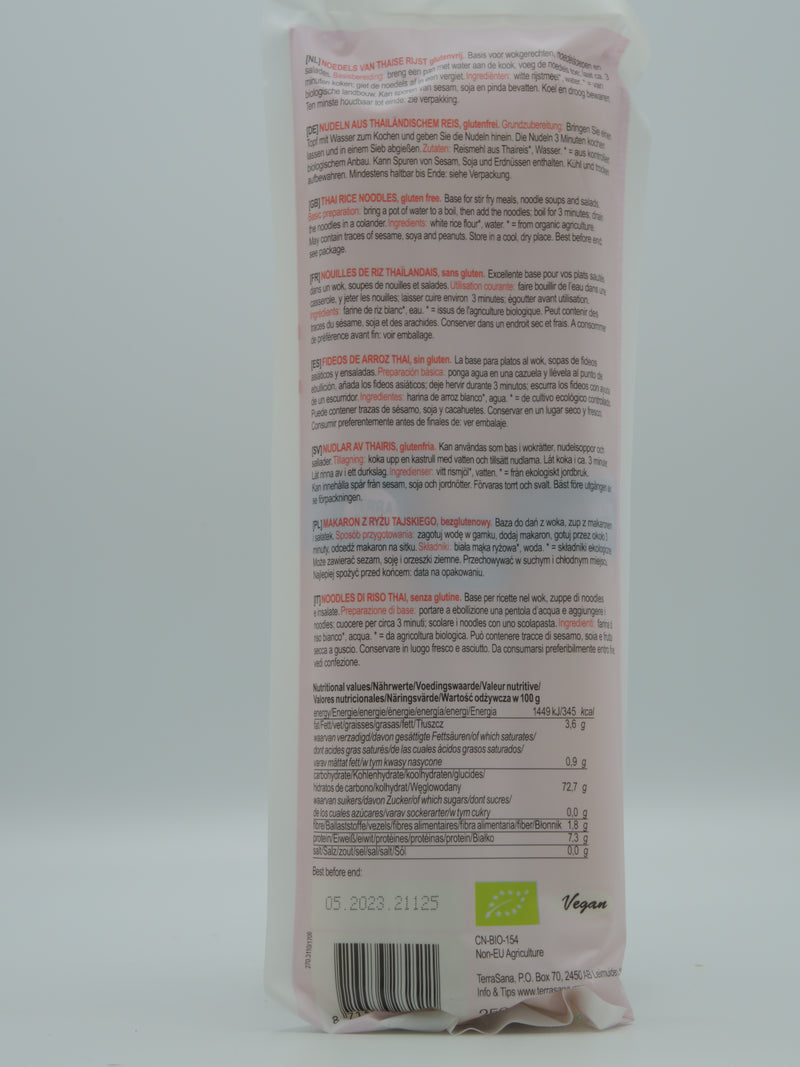 [NL] NOEDELS VAN THAISE RIJST glutenvrij. Basis voor wokgerechten, noedelsoepen en
salades. Basisbereiding: breng een pan met water aan de kook, voeg de noedels toe, laat ca. 3
minuten koken; giet de noedels af in een vergiet. Ingrediënten: witte rijstmeel*, water. * = van
biologische landbouw. Kan sporen van sesam, soja en pinda bevatten. Koel en droog bewaren.
Ten minste houdbaar tot einde: zie verpakking.
[DE] NUDELN AUS THAILÄNDISCHEM REIS, glutenfrei. Grundzubereitung: Bringen Sie einen
Topf mit Wasser zum Kochen und geben Sie die Nudeln hinein. Die Nudeln 3 Minuten kochen
lassen und in einem Sieb abgießen. Zutaten: Reismehl aus Thaireis*, Wasser. * = aus kontrollier
biologischem Anbau. Kann Spuren von Sesam, Soja und Erdnüssen enthalten. Kühl und trocken
aufbewahren. Mindestens haltbar bis Ende: siehe Verpackung.
[GB] THAI RICE NOODLES, gluten free. Base for stir fry meals, noodle soups and salads.
Basic preparation: bring a pot of water to a boil, then add the noodles; boil for 3 minutes; drain
the noodles in a colander. Ingredients: white rice flour*, water. * = from organic agriculture.
May contain traces of sesame, soya and peanuts. Store in a cool, dry place. Best before end:
see package.
[FR] NOUILLES DE RIZ THAÏLANDAIS, sans gluten. Excellente base pour vos plats sautés
dans un wok, soupes de nouilles et salades. Utilisation courante: faire bouillir de l'eau dans une
casserole, y jeter les nouilles; laisser cuire environ 3 minutes; égoutter avant utilisation.
Ingrédients: farine de riz blanc*, eau. * = issus de l'agriculture biologique. Peut contenir des
traces du sésame, soja et des arachides. Conserver dans un endroit sec et frais. A consommer
de préférence avant fin: voir emballage.
[ES] FIDEOS DE ARROZ THAI, sin gluten. La base para platos al wok, sopas de fideos
asiáticos y ensaladas. Preparación básica: ponga agua en una cazuela y llévela al punto de
ebullición, añada los fideos asiáticos; deje hervir durante 3 minutos; escurra los fideos con ayuda
de un escurridor. Ingredientes: harina de arroz blanco*, agua. * = de cultivo ecológico controlado.
Puede contener trazas de sésamo, soja y cacahuetes. Conservar en un lugar seco y fresco.
Consumir preferentemente antes de finales de: ver embalaje.
[SV] NUDLAR AV THAIRIS, glutenfria. Kan användas som bas i wokrätter, nudelsoppor och
sallader. Tillagning: koka upp en kastrull med vatten och tillsätt nudlarna. Låt koka i ca. 3 minuter.
Låt rinna av i ett durkslag. Ingredienser: vitt rismjöl*, vatten. * = från ekologiskt jordbruk.
Kan innehålla spår från sesam, soja och jordnötter. Förvaras torrt och svalt. Bäst före utgången av:
se förpackningen.
[PL] MAKARON Z RYŻU TAJSKIEGO, bezglutenowy. Baza do dań z woka, zup z makaronem
i sałatek. Sposób przygotowania: zagotuj wodę w garnku, dodaj makaron, gotuj przez około 3
minuty, odcedź makaron na sitku. Składniki: biała mąka ryżowa*, woda. * = składniki ekologiczne
Może zawierać sezam, soję i orzeszki ziemne. Przechowywać w suchym i chłodnym miejscu.
Najlepiej spożyć przed końcem: data na opakowaniu.
[IT] NOODLES DI RISO THAI, senza glutine. Base per ricette nel wok, zuppe di noodles
e insalate. Preparazione di base: portare a ebollizione una pentola d'acqua e aggiungere i
noodles; cuocere per circa 3 minuti; scolare i noodles con uno scolapasta. Ingredienti: farina di
riso bianco*, acqua. * = da agricoltura biologica. Può contenere tracce di sesamo, soia e frutta
secca a guscio. Conservare in luogo fresco e asciutto. Da consumarsi preferibilmente entro fine:
vedi confezione.
Nutritional values/Nährwerte/Voedingswaarde/Valeur nutritive/
Valores nutricionales/Näringsvärde/Wartość odżywcza w 100 g
energy/Energie/energie/énergie/energía/energi/Energia 1449 kJ/345 kcal
fat/Fett/vet/graisses/grasas/fett/Tłuszcz 3,6 g
waarvan verzadigd/davon gesättigte Fettsäuren/of which saturates/
dont acides gras saturés/de las cuales ácidos grasos saturados/
varav mättat fett/w tym kwasy nasycone 0,9 g
carbohydrate/Kohlenhydrate/koolhydraten/glucides/
hidratos de carbono/kolhydrat/Węglowodany 72,7 g
waarvan suikers/davon Zucker/of which sugars/dont sucres/
de los cuales azúcares/varav sockerarter/w tym cukry 0,0 g
fibre/Ballaststoffe/vezels/fibres alimentaires/fibra alimentaria/fiber/Błonnik 1,8 g
protein/Eiweiß/eiwit/protéines/protéinas/protein/Białko 7,3 g
salt/Salz/zout/sel/sal/salt/Sól 0,0 g
Best before end:
05.2023.21125
Vegan
CN-BIO-154
Non-EU Agriculture
TerraSana, P.O. Box 70, 2450 AB Leimuiden
Info & Tips www.terrasana